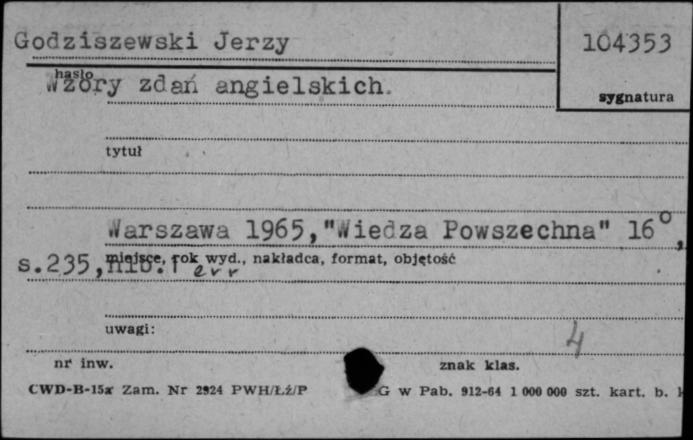 Godziszewski Jerzy
104353
hasło
Wzory zdań angielskich.
sygnatura
tytuł
Warszawa 1965,"Wiedza Powszechna" 16°,
miejsce, rok wyd., nakładca, format, objętość
s.235,nlb.1 err
uwagi:
4
nr inw.
znak klas.
CWD-B-15a Zam. Nr 2924 PWH/Łź/P
G w Pab. 912-64 1 000 000 szt. kart. b.